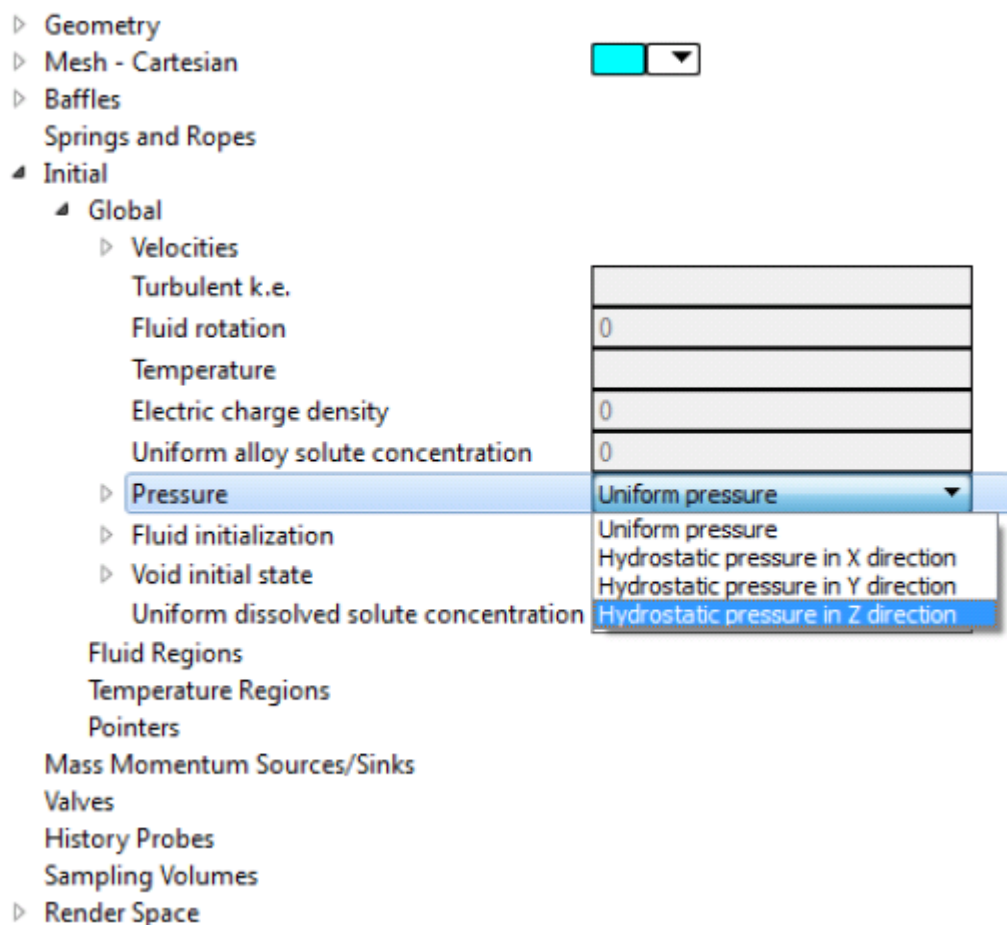 Geometry
Mesh - Cartesian
Baffles
Springs and Ropes
Initial
Global
Velocities
Turbulent k.e.
Fluid rotation 0
Temperature
Electric charge density 0
Uniform alloy solute concentration 0
Pressure Uniform pressure
Uniform pressure
Fluid initialization
Hydrostatic pressure in X direction
Void initial state
Hydrostatic pressure in Y direction
Uniform dissolved solute concentration Hydrostatic pressure in Z direction
Fluid Regions
Temperature Regions
Pointers
Mass Momentum Sources/Sinks
Valves
History Probes
Sampling Volumes
Render Space